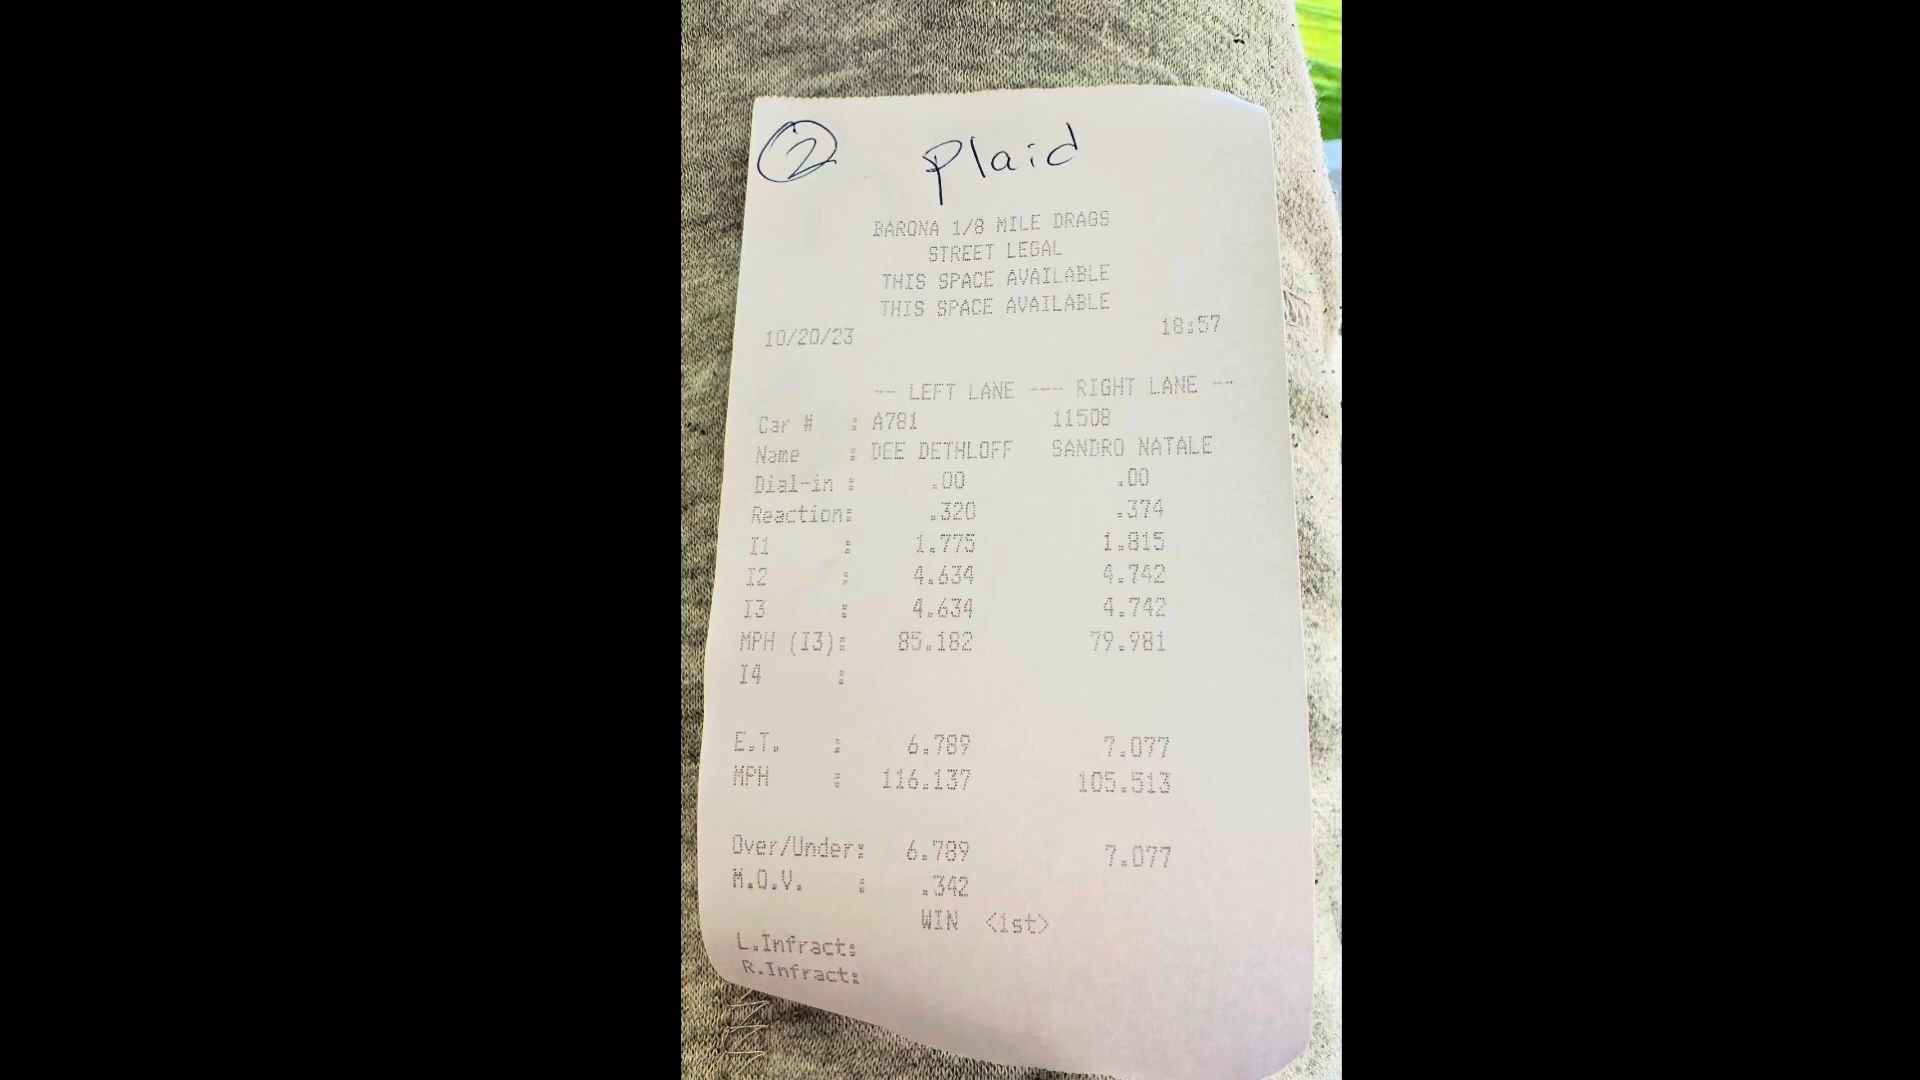 2 Plaid
BARONA 1/8 MILE DRAGS
STREET LEGAL
THIS SPACE AVAILABLE
THIS SPACE AVAILABLE
10/20/23 18:57
-- LEFT LANE --- RIGHT LANE --
Car # : A781 11508
Name : DEE DETHLOFF SANDRO NATALE
Dial-in : .00 .00
Reaction: .320 .374
I1 : 1.775 1.815
I2 : 4.634 4.742
I3 : 4.634 4.742
MPH (I3): 85.182 79.981
I4 :
E.T. : 6.789 7.077
MPH : 116.137 105.513
Over/Under: 6.789 7.077
M.O.V. : .342
WIN <1st>
L.Infract:
R.Infract: